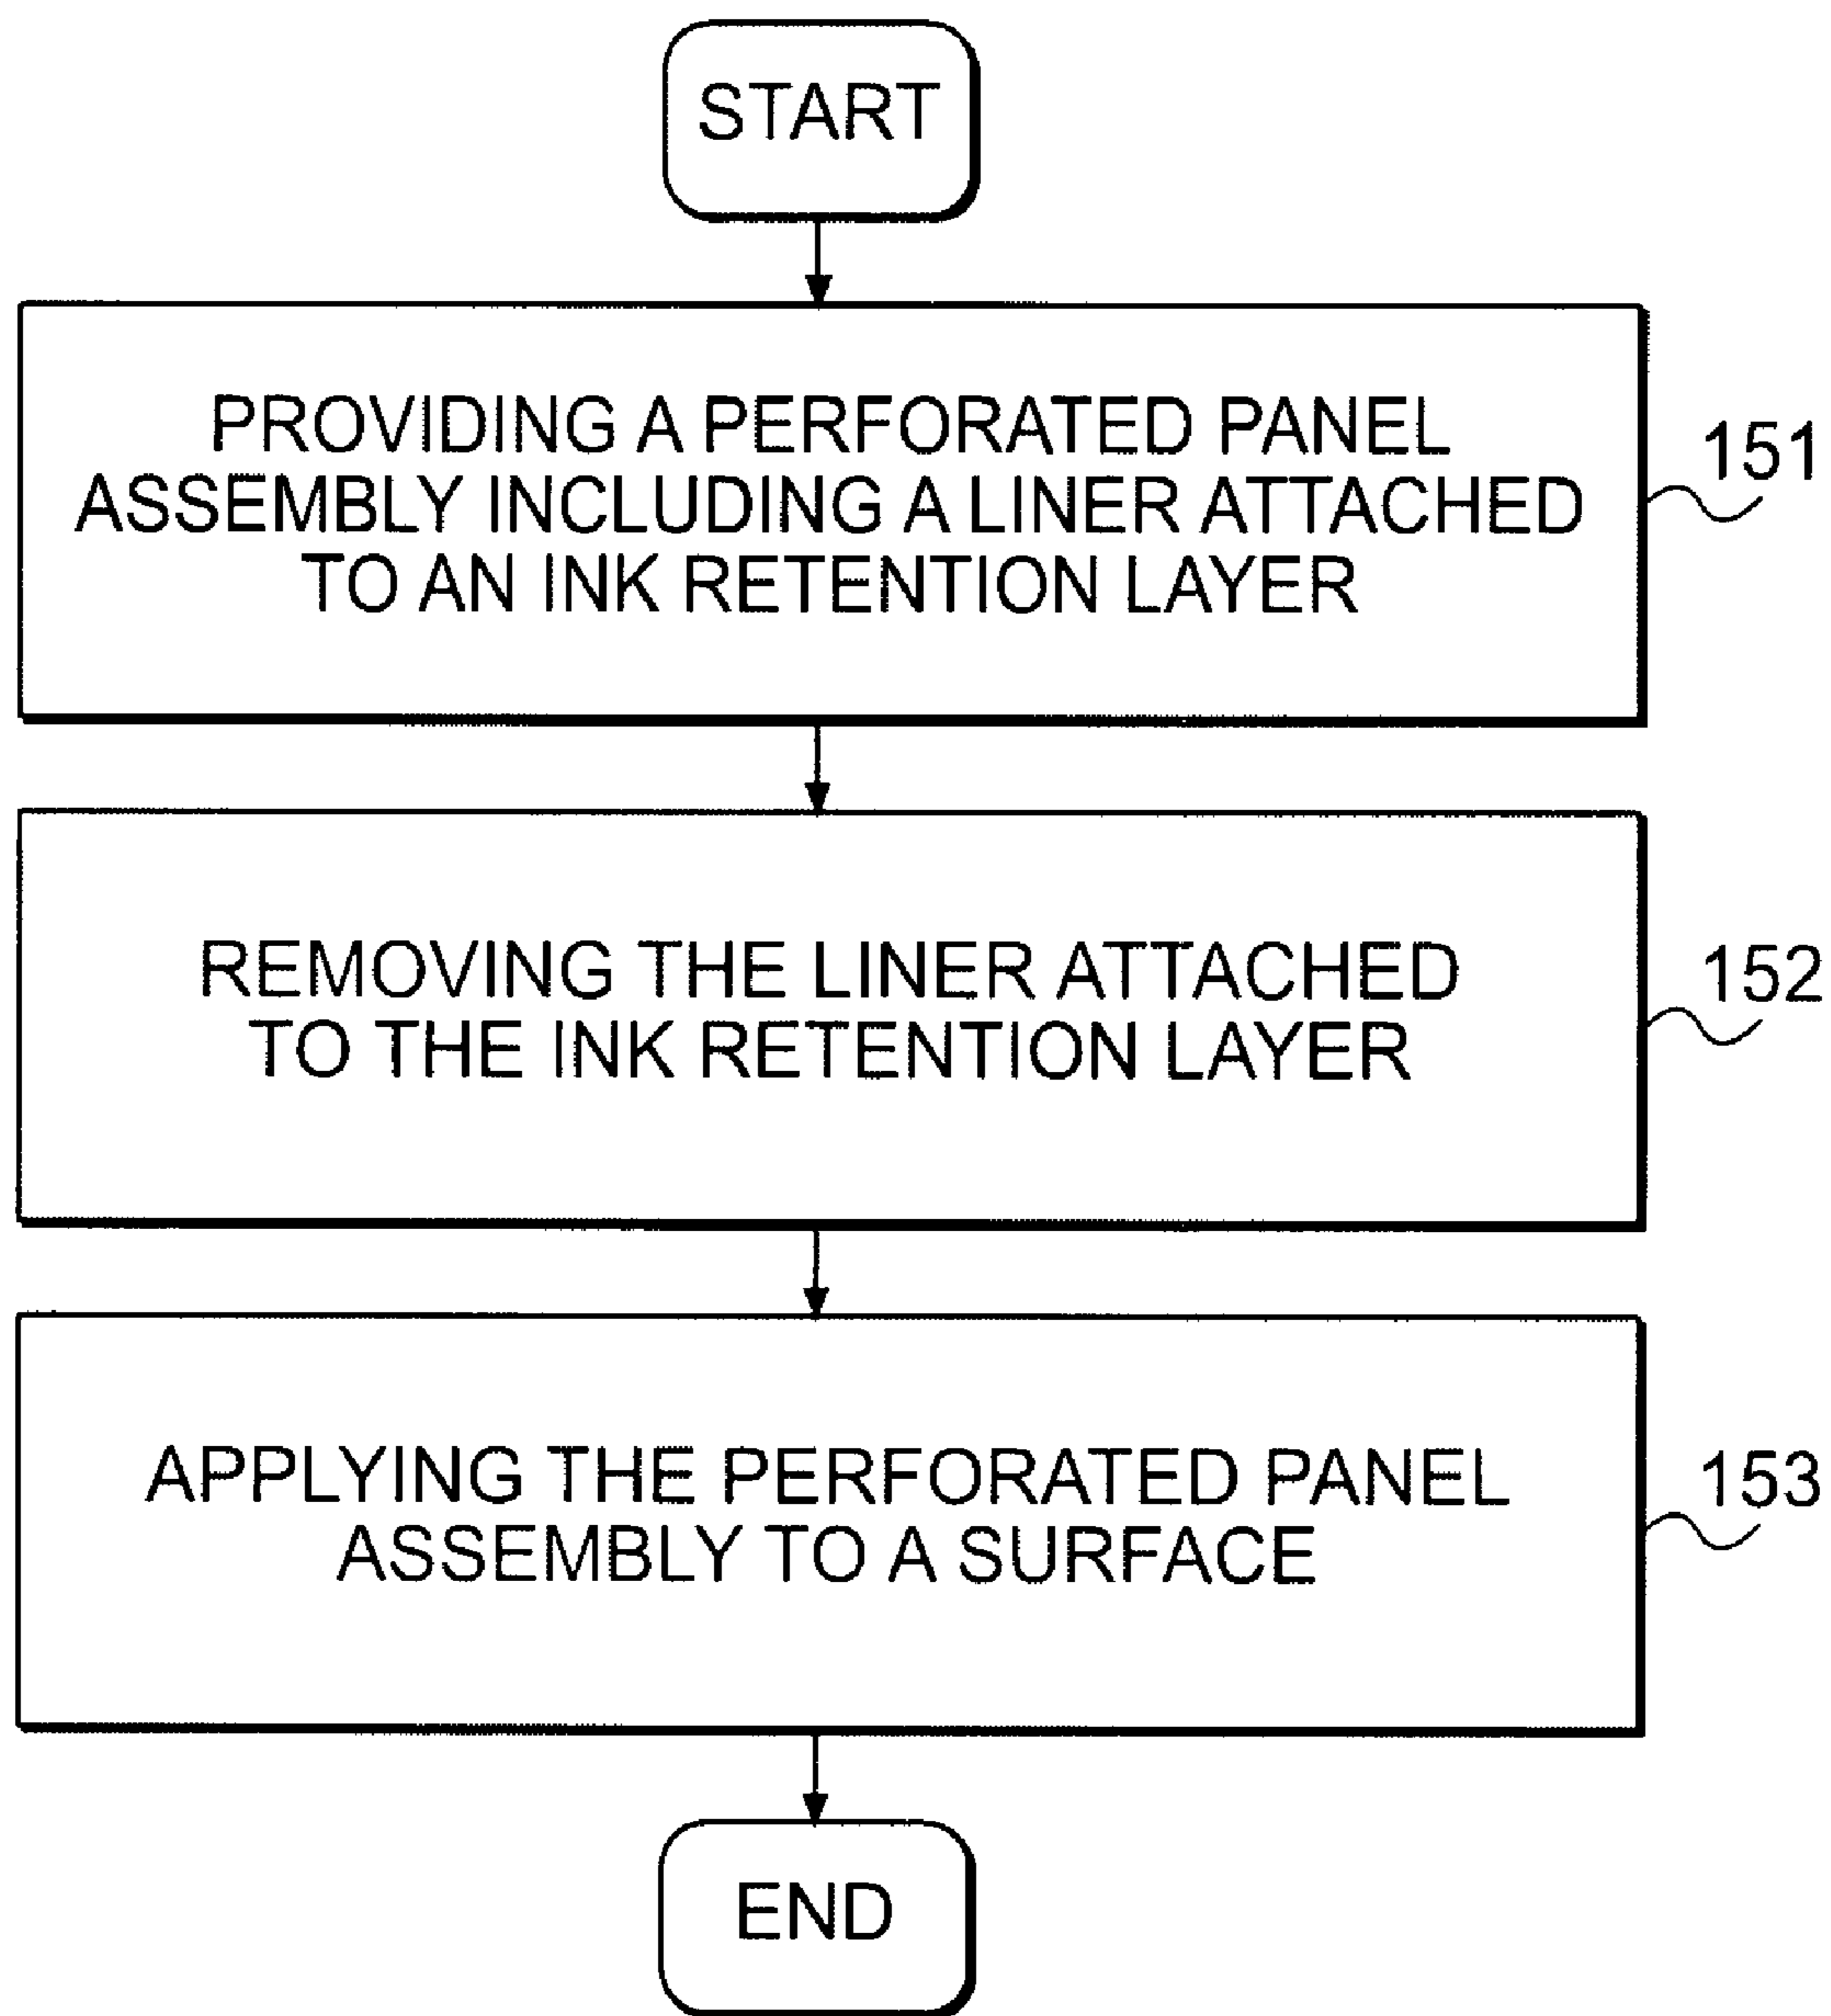 START
PROVIDING A PERFORATED PANEL
ASSEMBLY INCLUDING A LINER ATTACHED
TO AN INK RETENTION LAYER
151
REMOVING THE LINER ATTACHED
TO THE INK RETENTION LAYER
152
APPLYING THE PERFORATED PANEL
ASSEMBLY TO A SURFACE
153
END